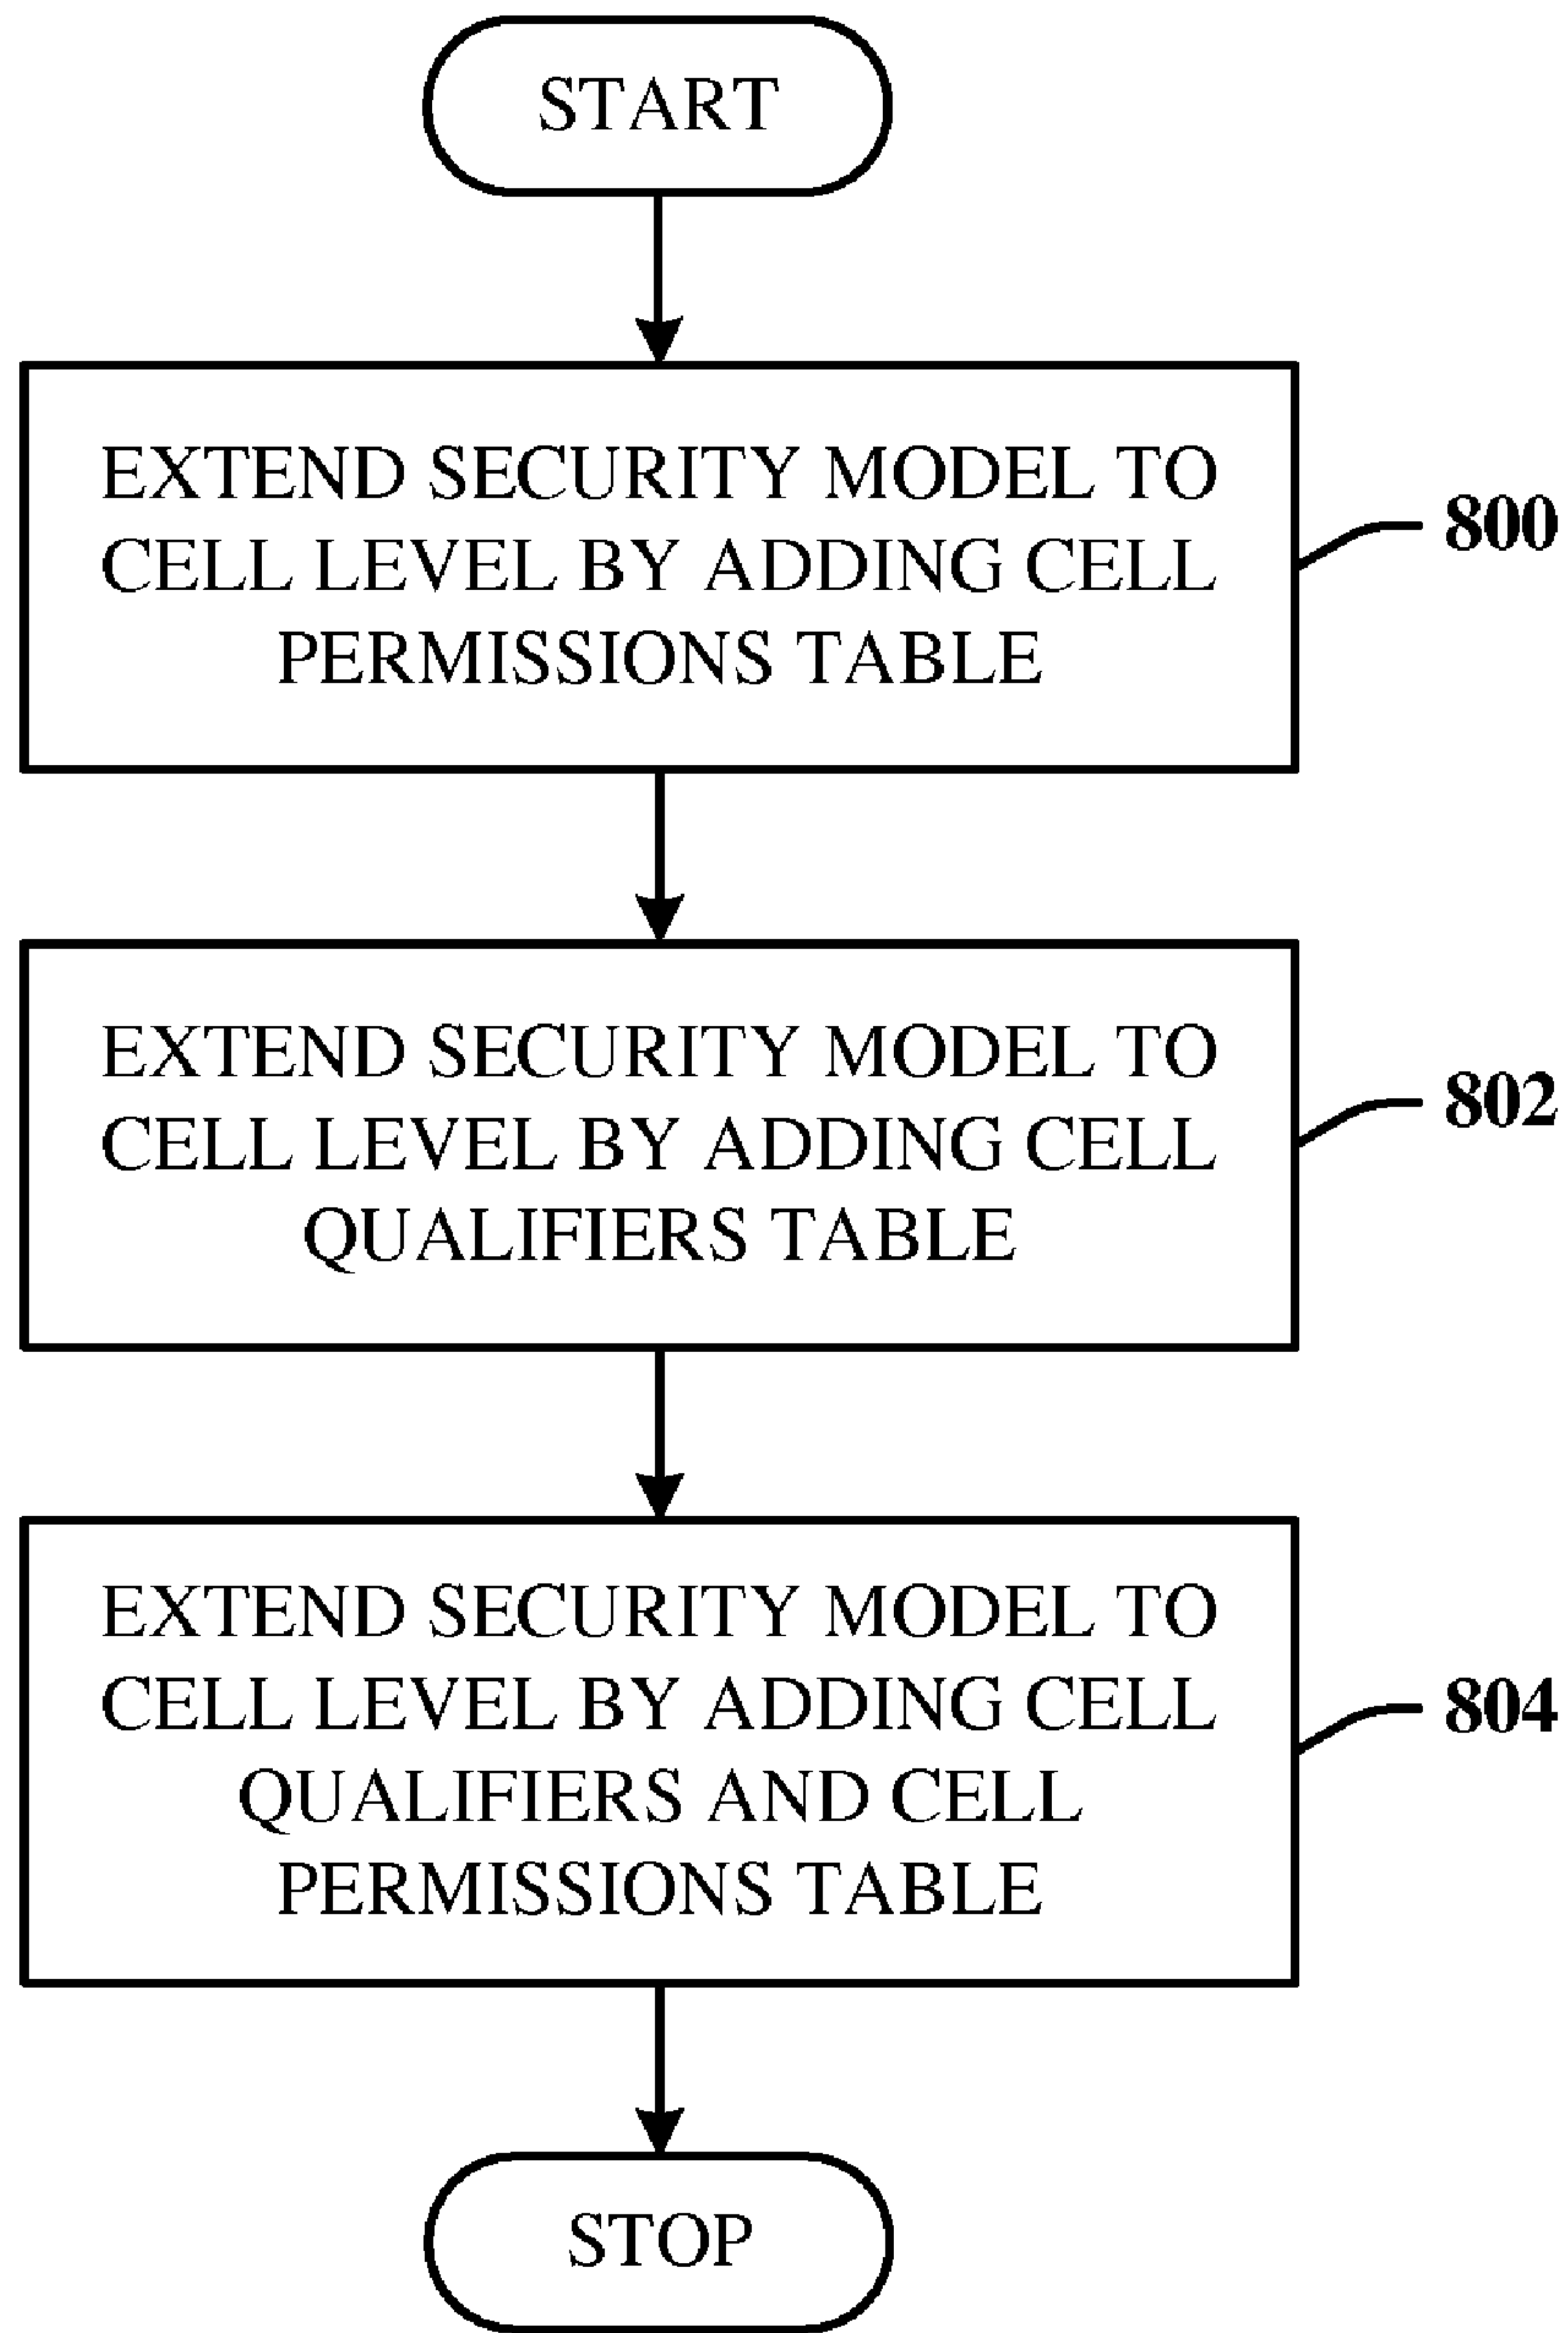 START
EXTEND SECURITY MODEL TO
CELL LEVEL BY ADDING CELL
PERMISSIONS TABLE
800
EXTEND SECURITY MODEL TO
CELL LEVEL BY ADDING CELL
QUALIFIERS TABLE
802
EXTEND SECURITY MODEL TO
CELL LEVEL BY ADDING CELL
QUALIFIERS AND CELL
PERMISSIONS TABLE
804
STOP